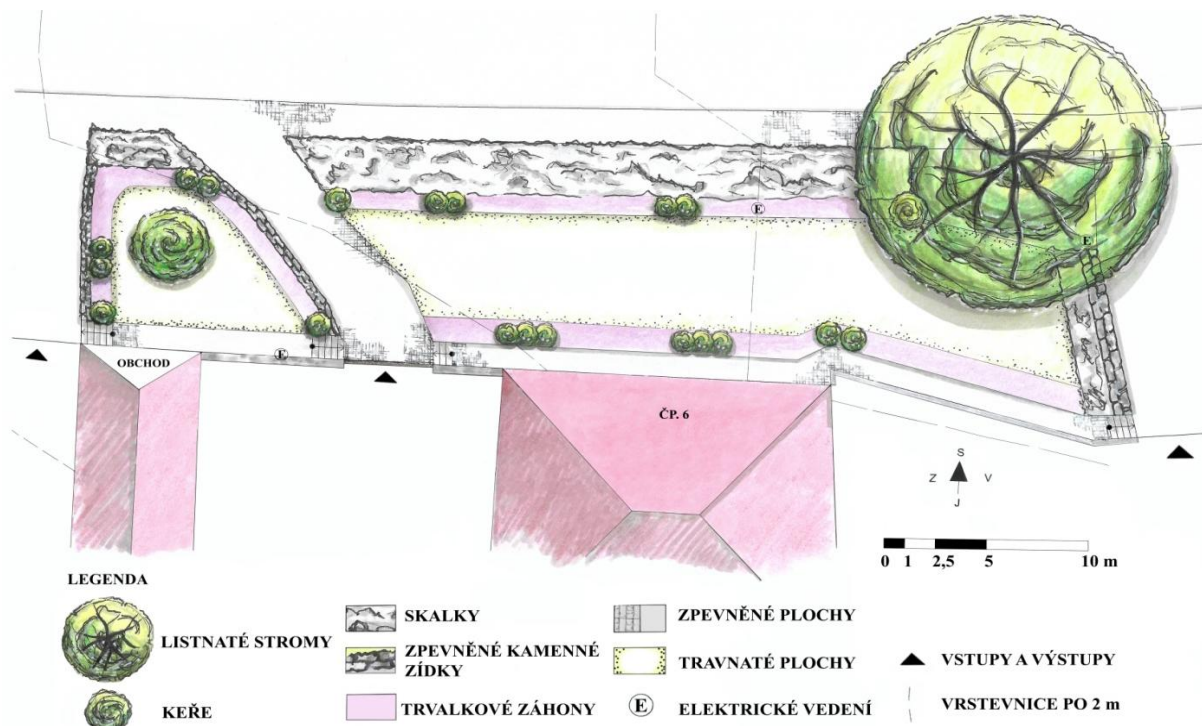 E
E
OBCHOD
E
ČP. 6
S
Z V
J
0 1 2,5 5 10 m
LEGENDA
LISTNATÉ STROMY
KEŘE
SKALKY
ZPEVNĚNÉ KAMENNÉ
ZÍDKY
TRVALKOVÉ ZÁHONY
ZPEVNĚNÉ PLOCHY
TRAVNATÉ PLOCHY
E ELEKTRICKÉ VEDENÍ
VSTUPY A VÝSTUPY
VRSTEVNICE PO 2 m